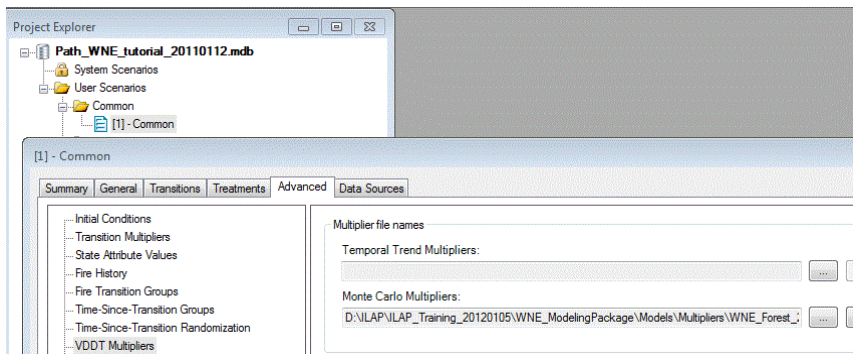 Project Explorer
Path_WNE_tutorial_20110112.mdb
System Scenarios
User Scenarios
Common
[1] - Common
[1] - Common
Summary General Transitions Treatments Advanced Data Sources
Initial Conditions
Transition Multipliers
State Attribute Values
Fire History
Fire Transition Groups
Time-Since-Transition Groups
Time-Since-Transition Randomization
VDDT Multipliers
Multiplier file names
Temporal Trend Multipliers:
...
Monte Carlo Multipliers:
D:\ILAP\ILAP_Training_20120105\WNE_ModelingPackage\Models\Multipliers\WNE_Forest_ ...